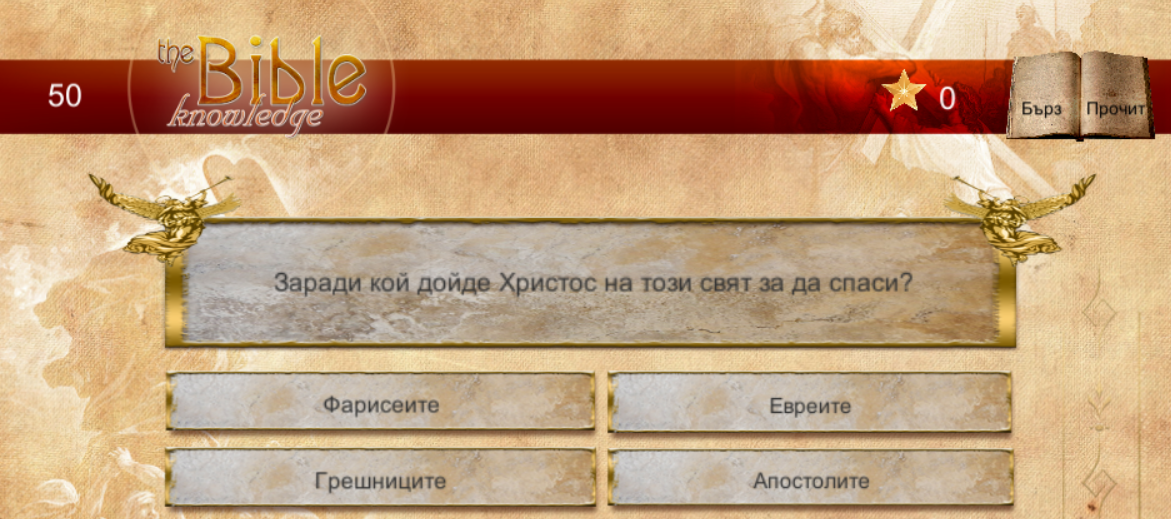 50
the Bible
knowledge
0
Бърз Прочит
Заради кой дойде Христос на този свят за да спаси?
Фарисеите
Евреите
Грешниците
Апостолите